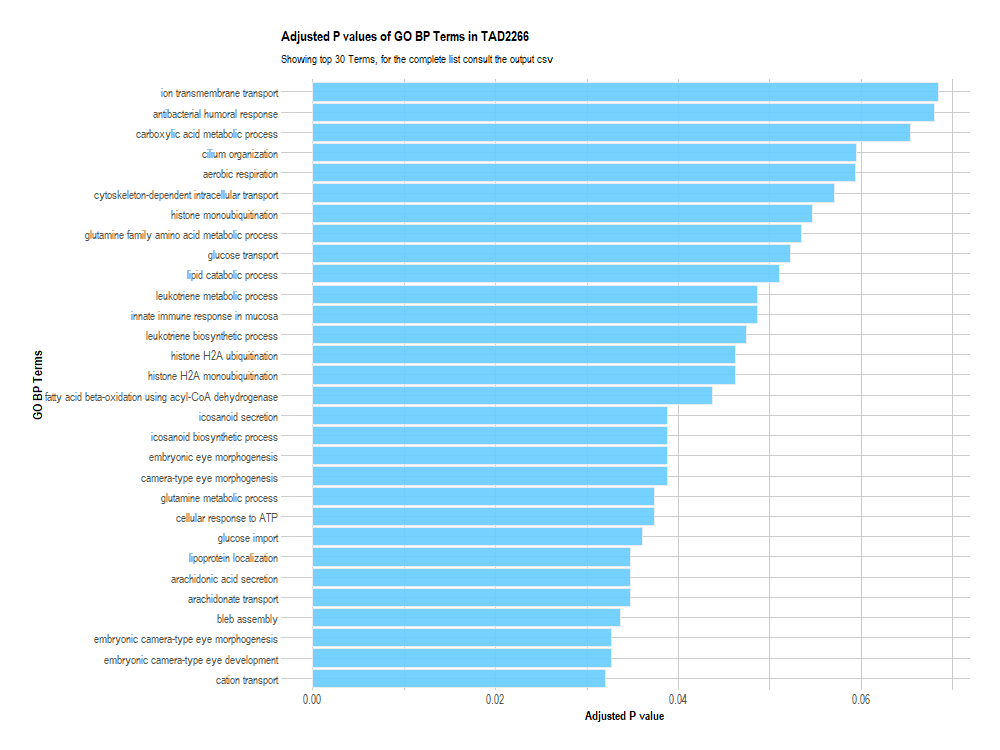 Adjusted P values of GO BP Terms in TAD2266
Showing top 30 Terms, for the complete list consult the output csv
GO BP Terms
ion transmembrane transport
antibacterial humoral response
carboxylic acid metabolic process
cilium organization
aerobic respiration
cytoskeleton-dependent intracellular transport
histone monoubiquitination
glutamine family amino acid metabolic process
glucose transport
lipid catabolic process
leukotriene metabolic process
innate immune response in mucosa
leukotriene biosynthetic process
histone H2A ubiquitination
histone H2A monoubiquitination
fatty acid beta-oxidation using acyl-CoA dehydrogenase
icosanoid secretion
icosanoid biosynthetic process
embryonic eye morphogenesis
camera-type eye morphogenesis
glutamine metabolic process
cellular response to ATP
glucose import
lipoprotein localization
arachidonic acid secretion
arachidonate transport
bleb assembly
embryonic camera-type eye morphogenesis
embryonic camera-type eye development
cation transport
0.00 0.02 0.04 0.06
Adjusted P value